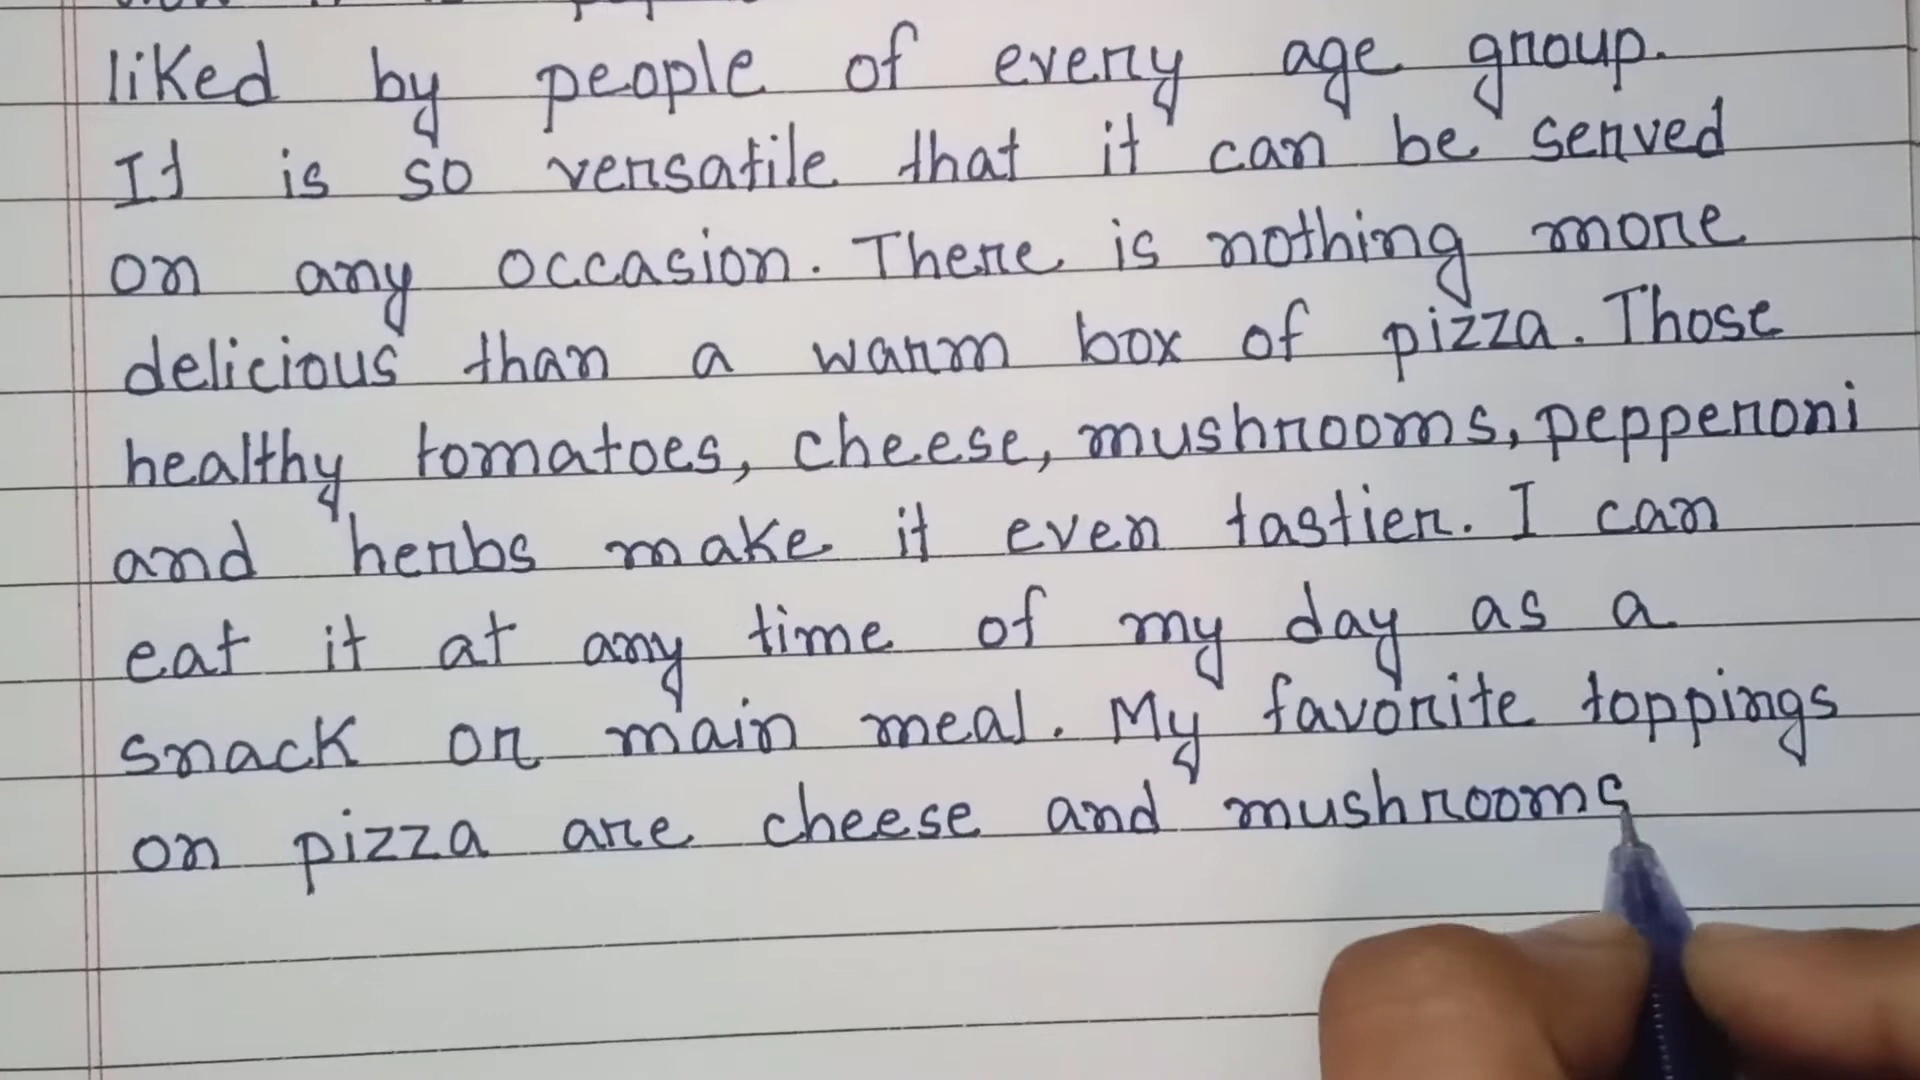 liked by people of every age group.
It is so versatile that it can be served
on any occasion. There is nothing more
delicious than a warm box of pizza. Those
healthy tomatoes, cheese, mushrooms, pepperoni
and herbs make it even tastier. I can
eat it at any time of my day as a
snack or main meal. My favorite toppings
on pizza are cheese and mushrooms